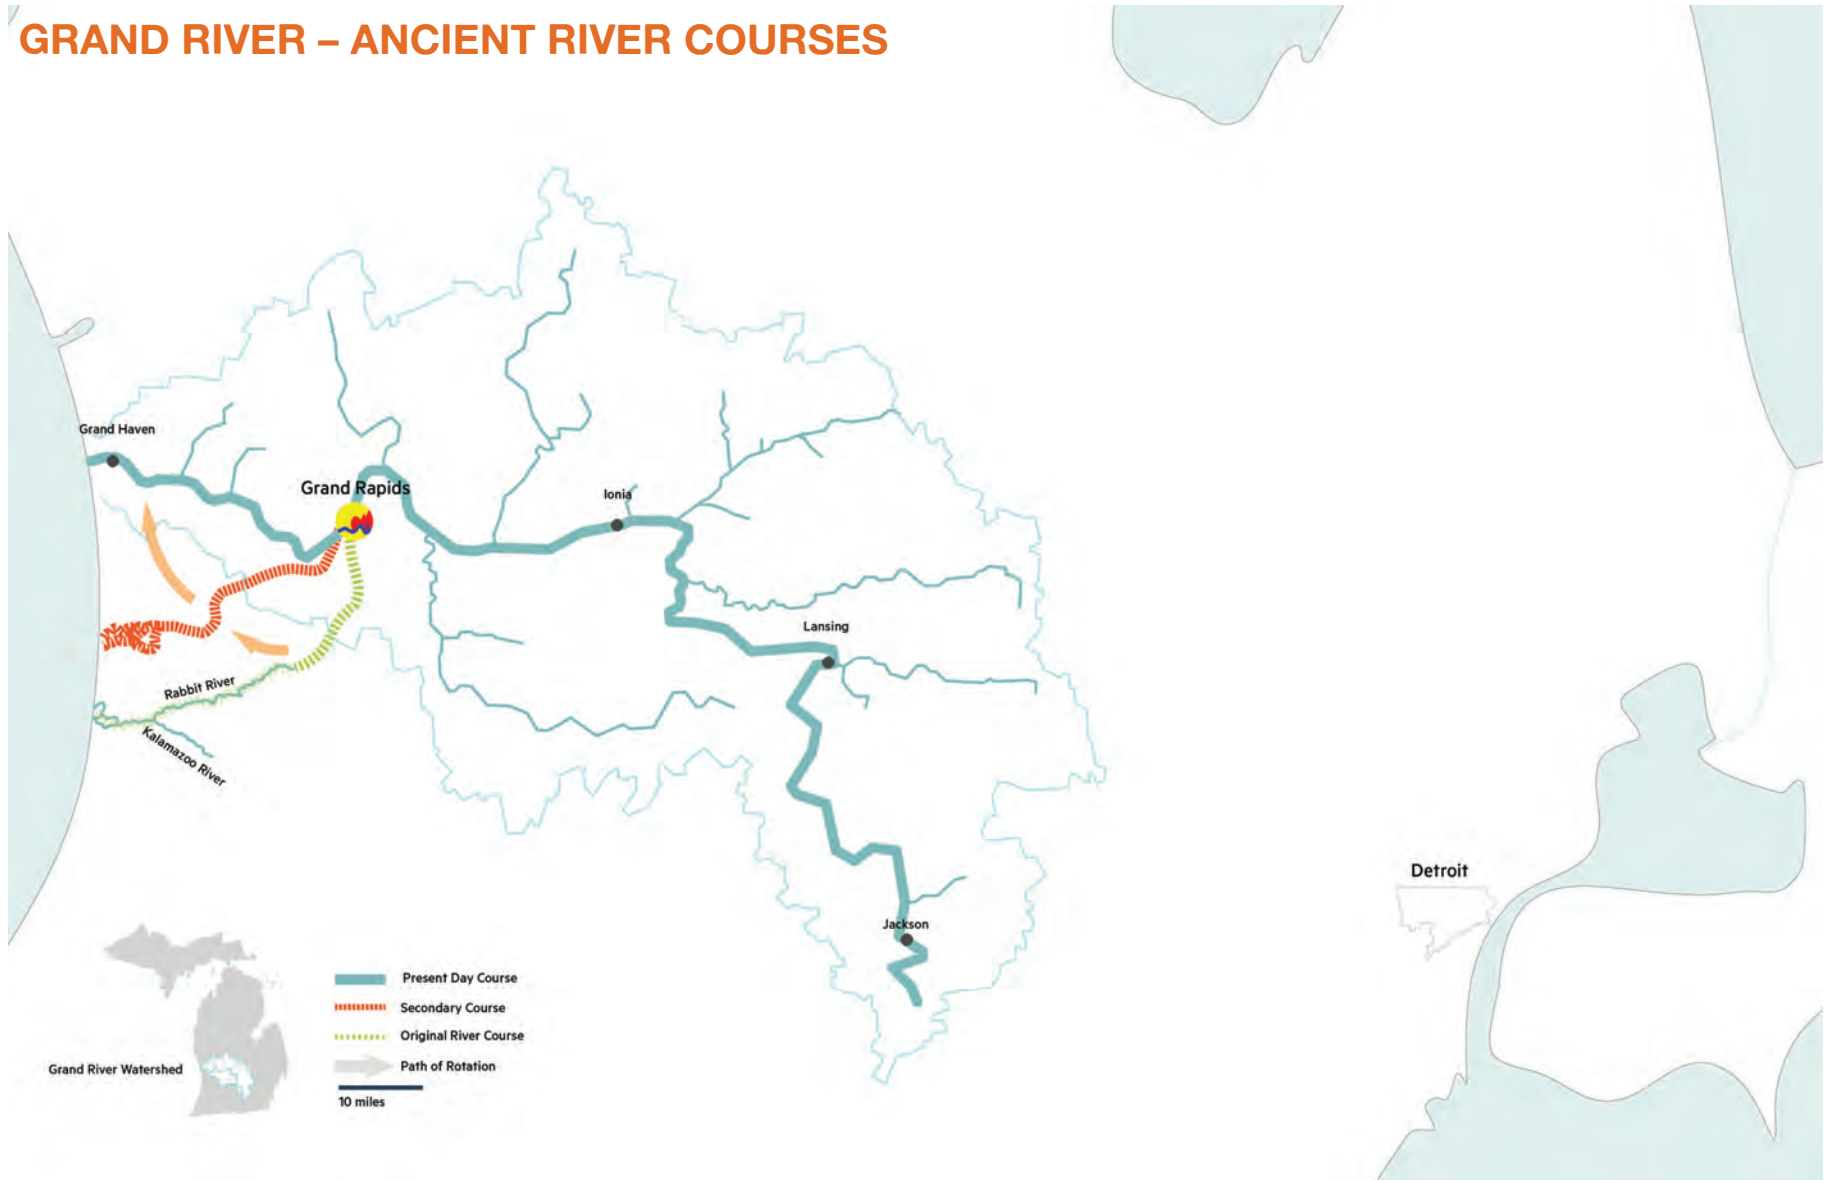 GRAND RIVER – ANCIENT RIVER COURSES
Grand Haven
Grand Rapids
Ionia
Lansing
Rabbit River
Kalamazoo River
Detroit
Jackson
Present Day Course
Secondary Course
Original River Course
Path of Rotation
Grand River Watershed
10 miles